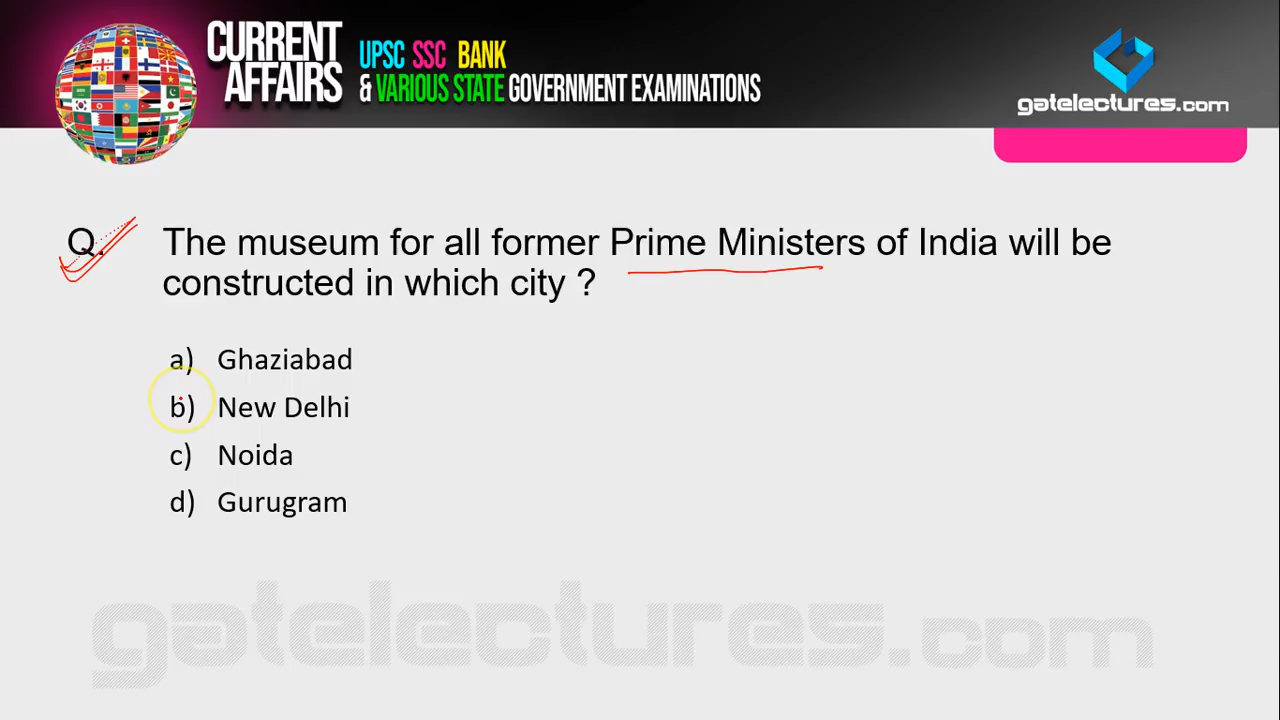 CURRENT
AFFAIRS
UPSC SSC BANK
& VARIOUS STATE GOVERNMENT EXAMINATIONS
gatelectures.com
Q. The museum for all former Prime Ministers of India will be
constructed in which city ?
a) Ghaziabad
b) New Delhi
c) Noida
d) Gurugram
gatelectures.com